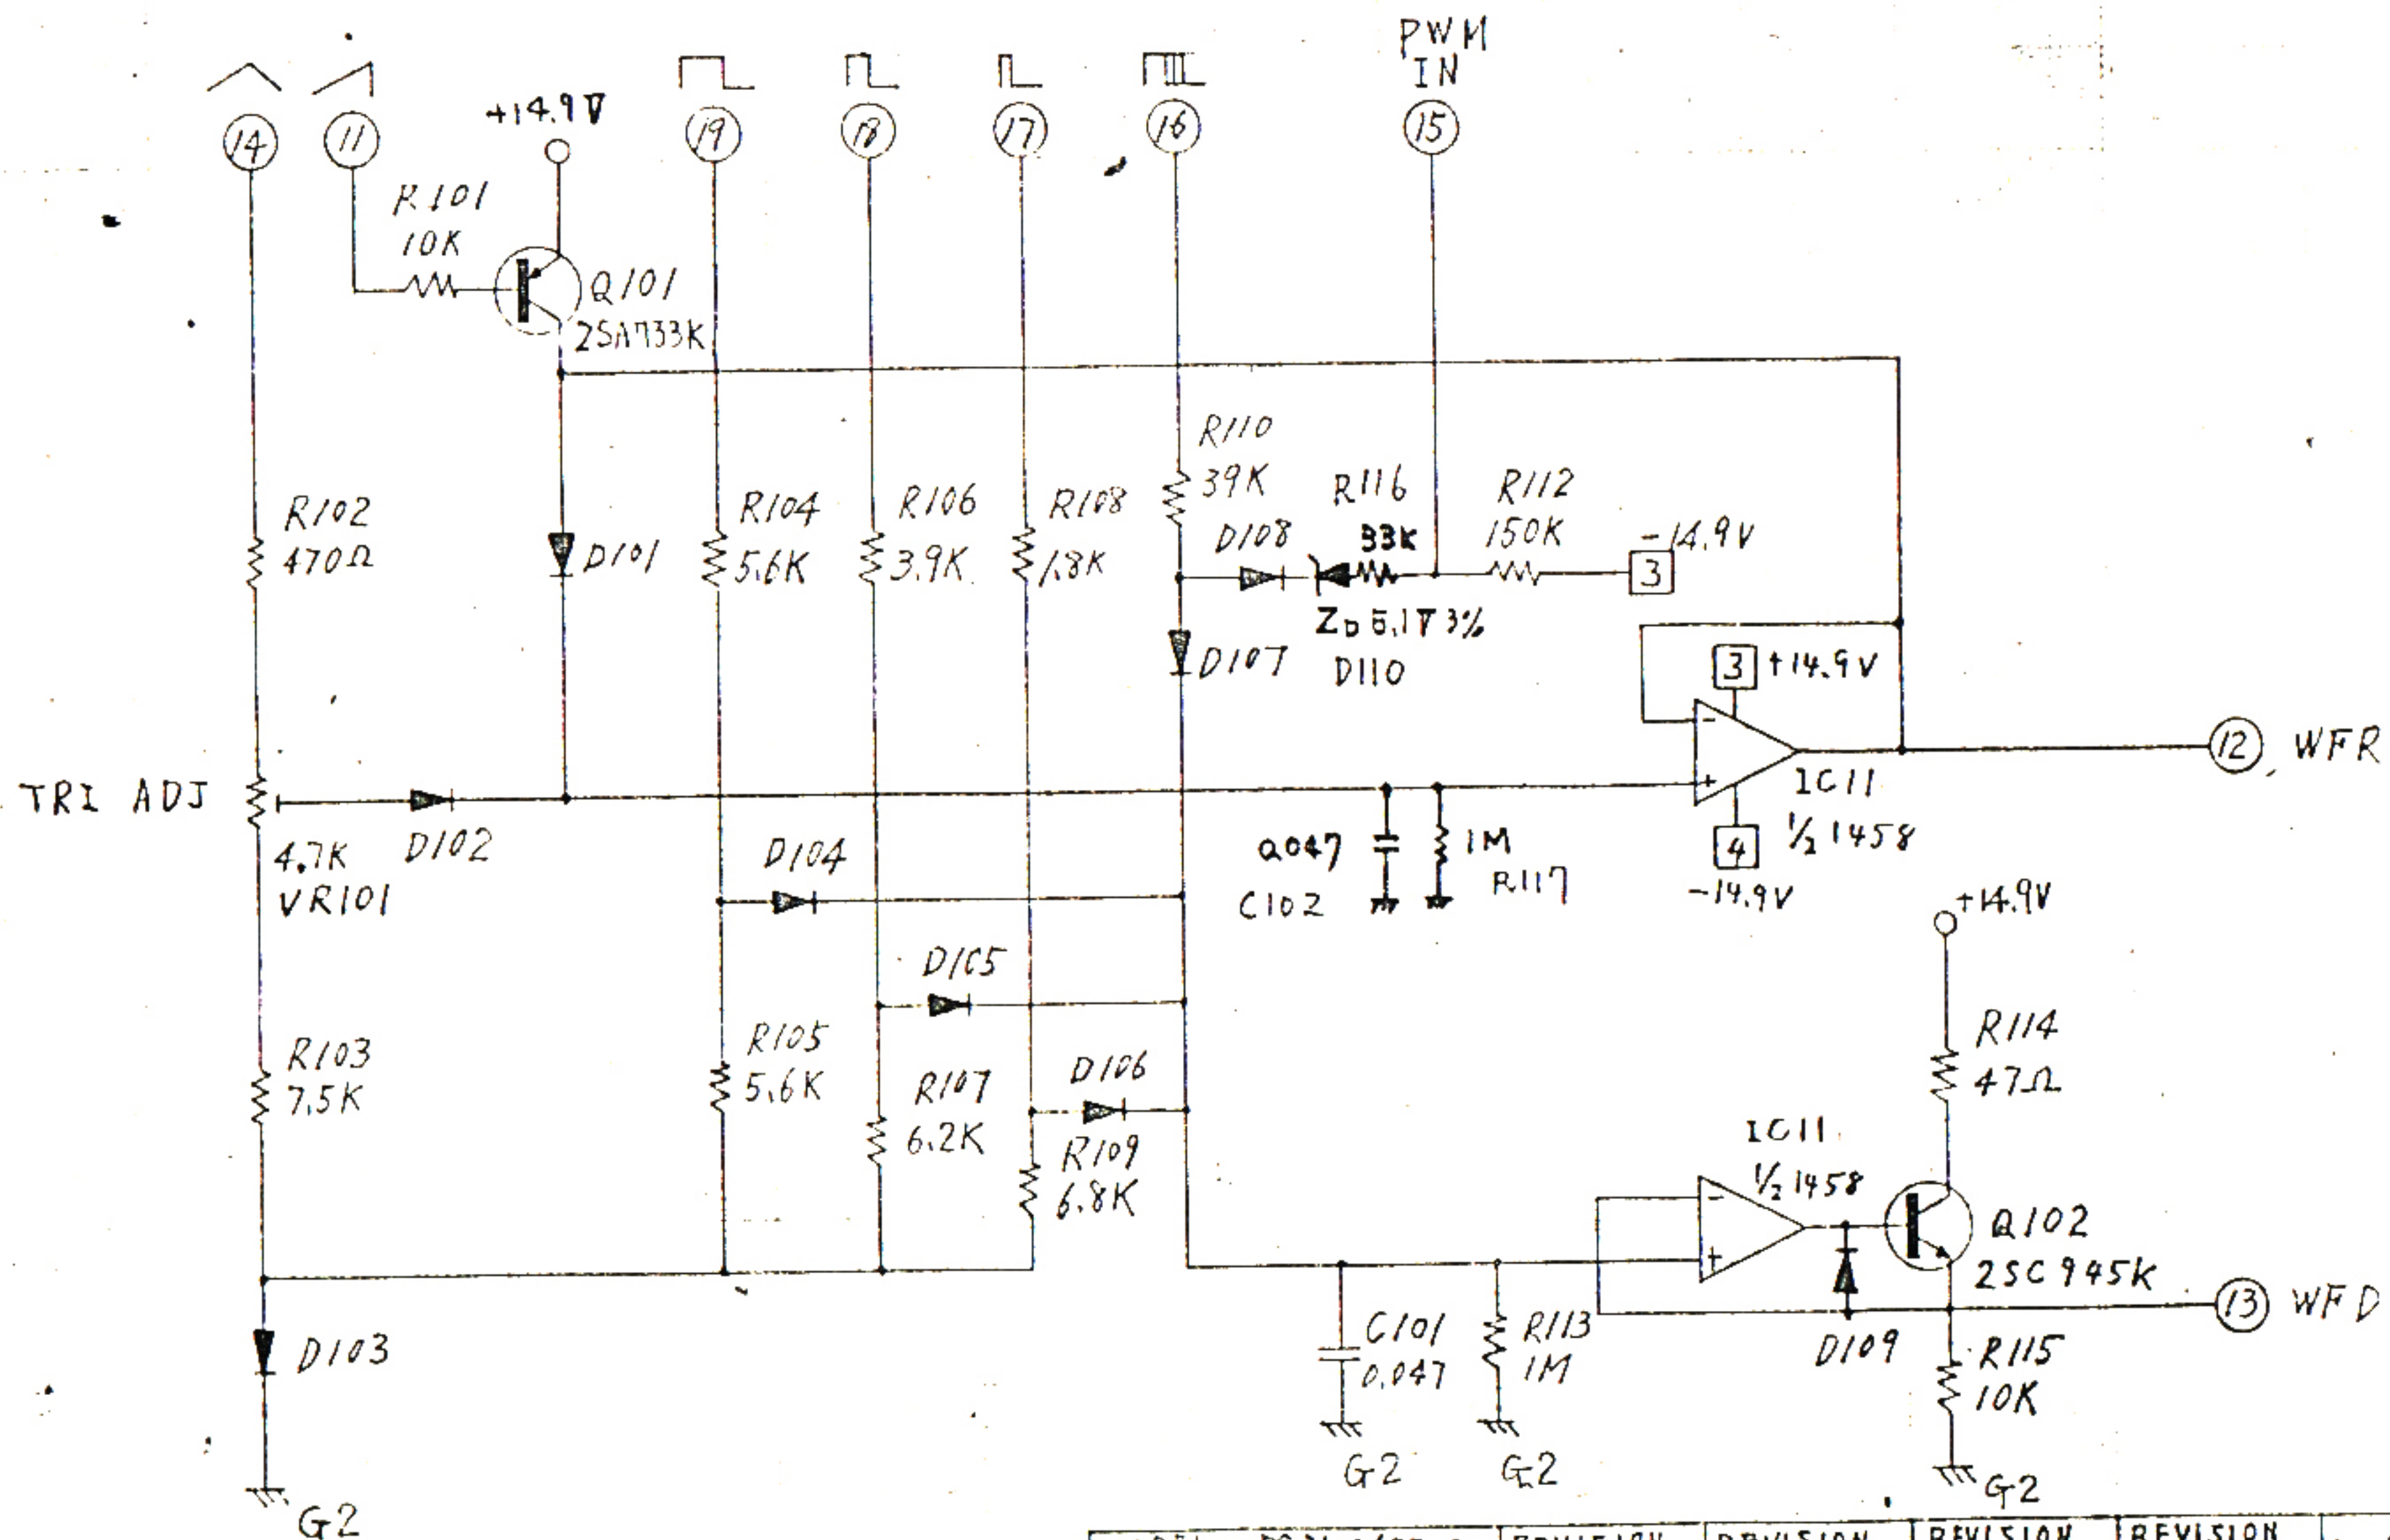 PWM
IN
14
11
+14.9V
19
18
17
16
15
R101
10K
Q101
2SA733K
R110
39K
R116
33K
R112
150K
-14.9V
3
R102
470Ω
D101
R104
5.6K
R106
3.9K
R108
1.8K
D108
ZD 5.1V 3%
D110
D107
3
+14.9V
12
WFR
TRI ADJ
4.7K
VR101
D102
D104
0.047
C102
1M
R117
-
+
IC11
1/2 1458
4
-14.9V
+14.9V
D105
R114
47Ω
R103
7.5K
R105
5.6K
R107
6.2K
D106
R109
6.8K
IC11
1/2 1458
-
+
Q102
2SC945K
13
WFD
D103
C101
0.047
R113
1M
D109
R115
10K
G2
G2
G2
G2
REVISION
REVISION
REVISION
REVISION